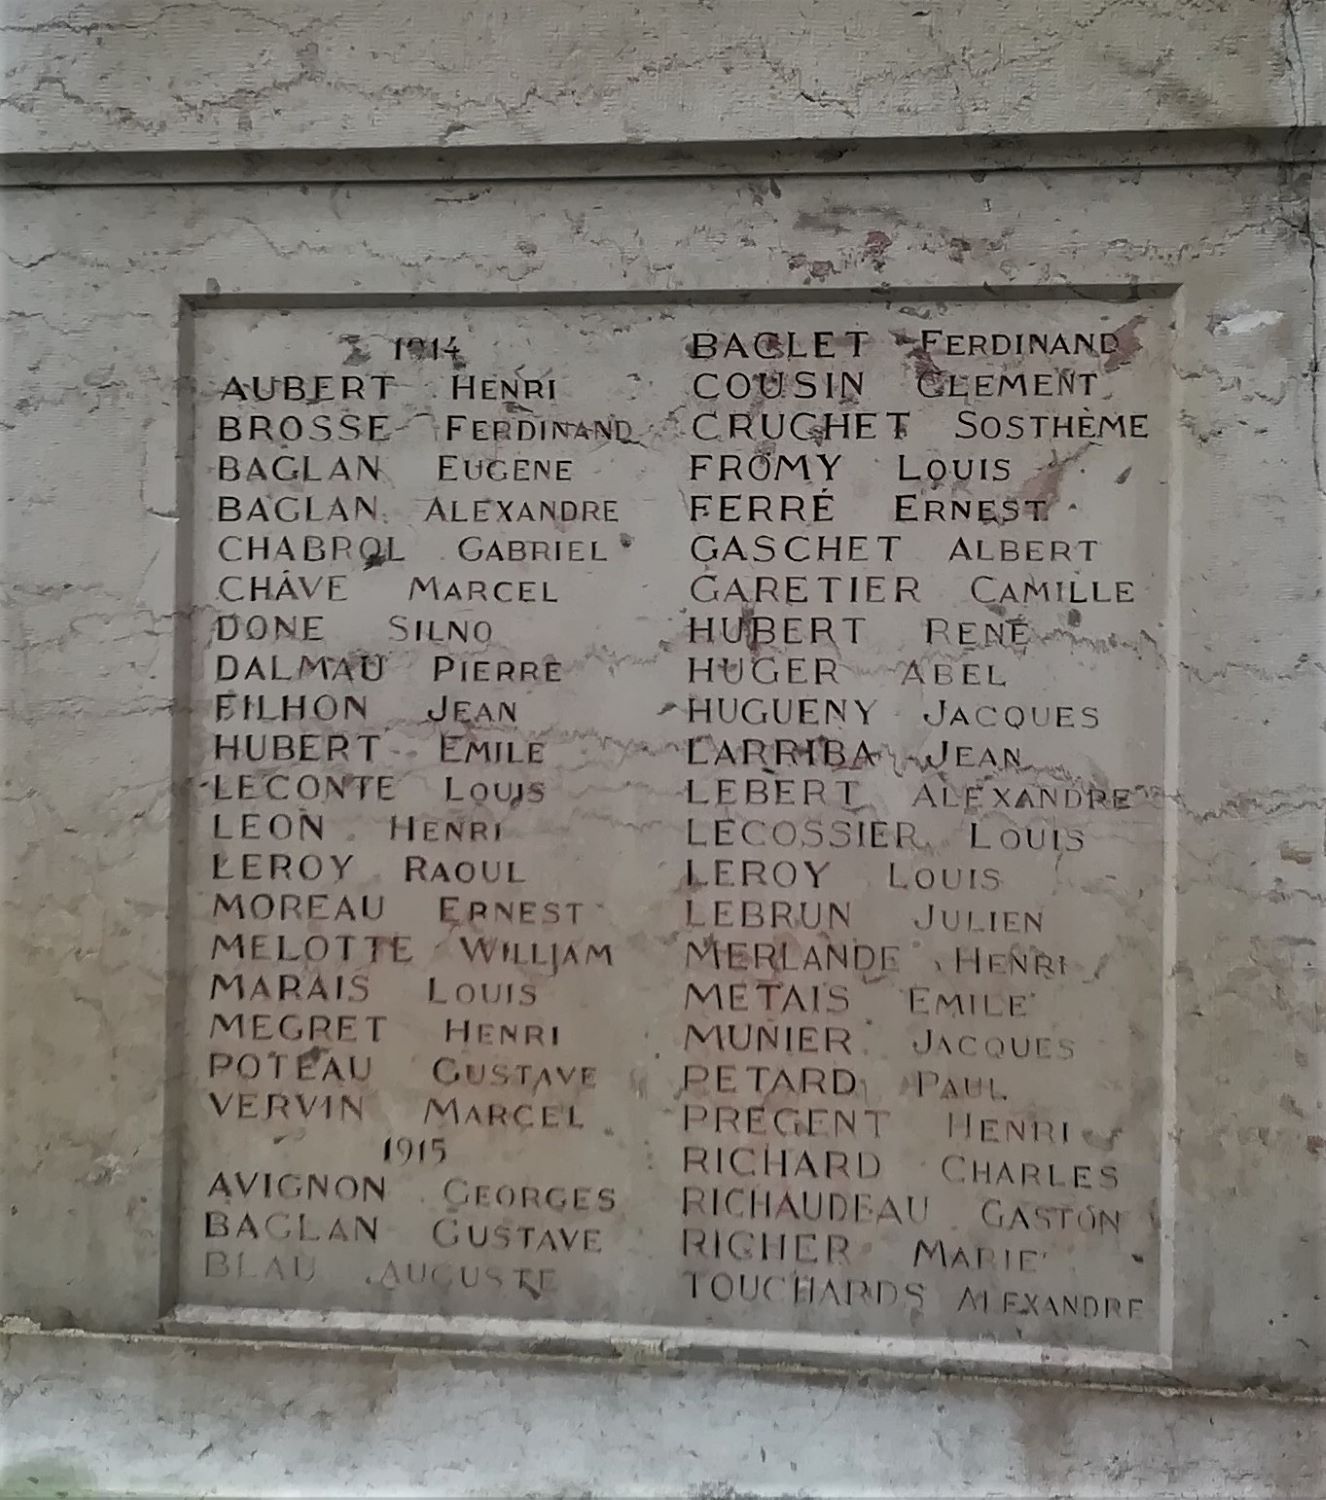 1914
AUBERT HENRI
BROSSE FERDINAND
BAGLAN EUGENE
BAGLAN ALEXANDRE
CHABROL GABRIEL
CHAVE MARCEL
DONE SILNO
DALMAU PIERRE
FILHON JEAN
HUBERT EMILE
LECONTE LOUIS
LEON HENRI
LEROY RAOUL
MOREAU ERNEST
MELOTTE WILLIAM
MARAIS LOUIS
MEGRET HENRI
POTEAU GUSTAVE
VERVIN MARCEL
1915
AVIGNON GEORGES
BAGLAN GUSTAVE
BLAU AUGUSTE
BAGLET FERDINAND
COUSIN CLEMENT
CRUCHET SOSTHÈME
FROMY LOUIS
FERRÉ ERNEST
GASCHET ALBERT
GARETIER CAMILLE
HUBERT RENÉ
HUGER ABEL
HUGUENY JACQUES
LARRIBA JEAN
LEBERT ALEXANDRE
LECOSSIER LOUIS
LEROY LOUIS
LEBRUN JULIEN
MERLANDE HENRI
METAIS EMILE
MUNIER JACQUES
PETARD PAUL
PREGENT HENRI
RICHARD CHARLES
RICHAUDEAU GASTON
RICHER MARIE
TOUCHARDS ALEXANDRE